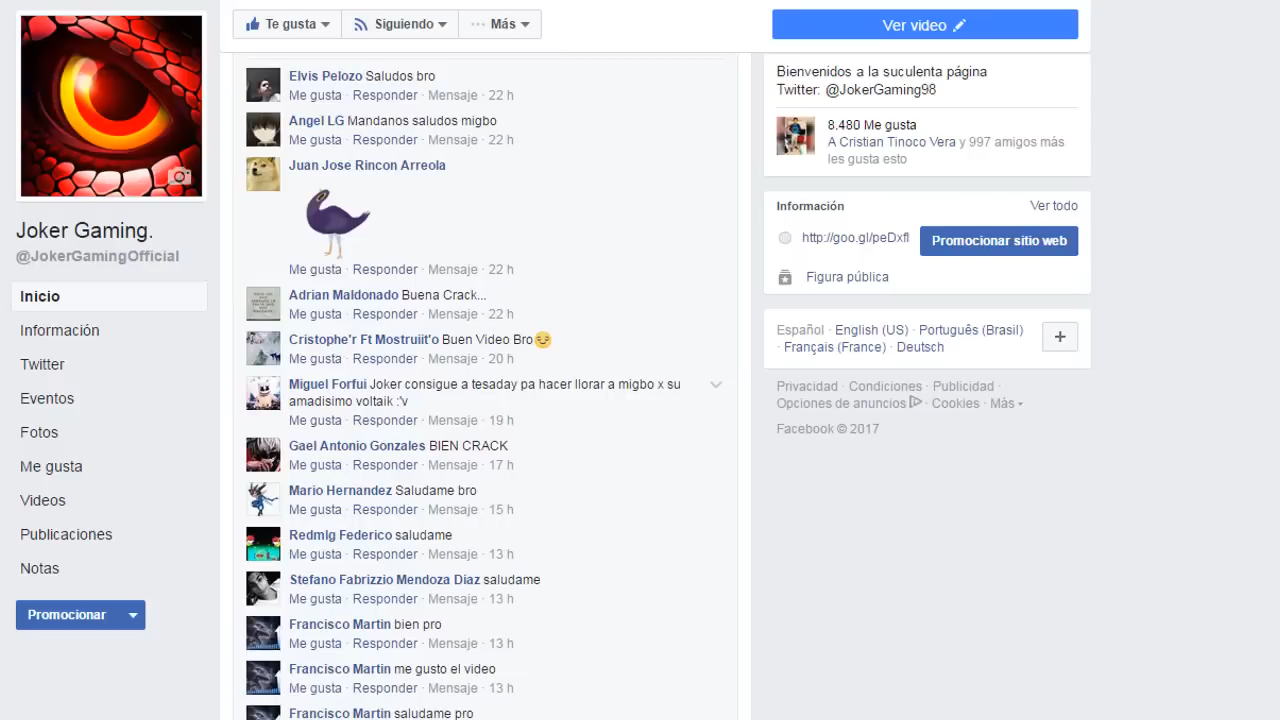 Te gusta
Siguiendo
Más
Ver video
Joker Gaming.
@JokerGamingOfficial
Inicio
Información
Twitter
Eventos
Fotos
Me gusta
Videos
Publicaciones
Notas
Promocionar
Elvis Pelozo Saludos bro
Me gusta · Responder · Mensaje · 22 h
Angel LG Mandanos saludos migbo
Me gusta · Responder · Mensaje · 22 h
Juan Jose Rincon Arreola
Me gusta · Responder · Mensaje · 22 h
Adrian Maldonado Buena Crack...
Me gusta · Responder · Mensaje · 22 h
Cristophe'r Ft Mostruiit'o Buen Video Bro
Me gusta · Responder · Mensaje · 20 h
Miguel Forfui Joker consigue a tesaday pa hacer llorar a migbo x su
amadisimo voltaik :'v
Me gusta · Responder · Mensaje · 19 h
Gael Antonio Gonzales BIEN CRACK
Me gusta · Responder · Mensaje · 17 h
Mario Hernandez Saludame bro
Me gusta · Responder · Mensaje · 15 h
Redmlg Federico saludame
Me gusta · Responder · Mensaje · 13 h
Stefano Fabrizzio Mendoza Diaz saludame
Me gusta · Responder · Mensaje · 13 h
Francisco Martin bien pro
Me gusta · Responder · Mensaje · 13 h
Francisco Martin me gusto el video
Me gusta · Responder · Mensaje · 13 h
Francisco Martin saludame pro
Bienvenidos a la suculenta página
Twitter: @JokerGaming98
8.480 Me gusta
A Cristian Tinoco Vera y 997 amigos más
les gusta esto
Información
Ver todo
http://goo.gl/peDxfl
Promocionar sitio web
Figura pública
Español · English (US) · Português (Brasil)
· Français (France) · Deutsch
Privacidad · Condiciones · Publicidad ·
Opciones de anuncios · Cookies · Más
Facebook © 2017